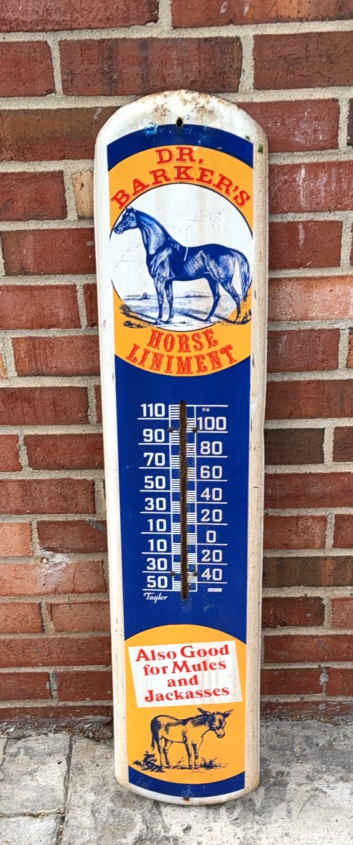 DR.
BARKER'S
HORSE
LINIMENT
110
100
90
80
70
60
50
40
30
20
10
0
10
20
30
40
50
Taylor
Also Good
for Mules
and
Jackasses